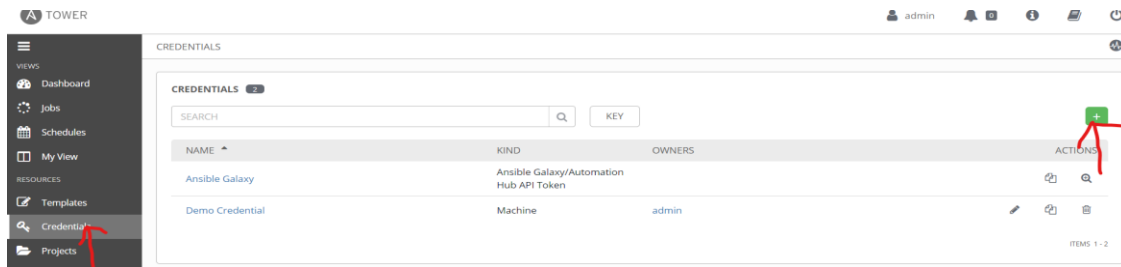 A TOWER
admin 0
VIEWS
CREDENTIALS
Dashboard
Jobs
Schedules
My View
RESOURCES
Templates
Credentials
Projects
CREDENTIALS 2
SEARCH KEY +
NAME KIND OWNERS ACTIONS
Ansible Galaxy Ansible Galaxy/Automation
Hub API Token
Demo Credential Machine admin
ITEMS 1 - 2